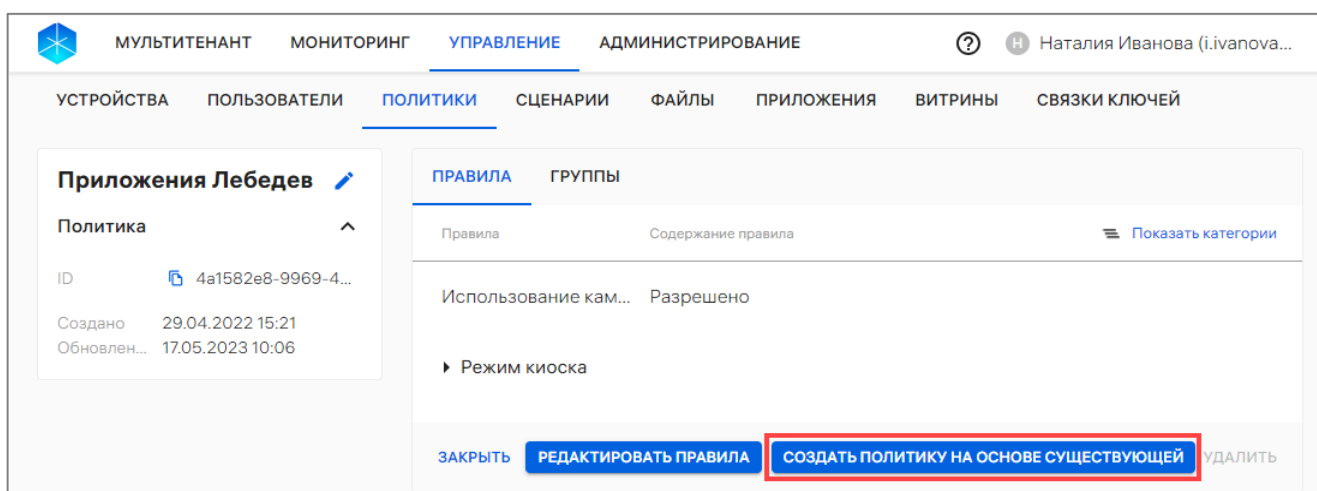 МУЛЬТИТЕНАНТ МОНИТОРИНГ УПРАВЛЕНИЕ АДМИНИСТРИРОВАНИЕ ? Н Наталия Иванова (i.ivanova...
УСТРОЙСТВА ПОЛЬЗОВАТЕЛИ ПОЛИТИКИ СЦЕНАРИИ ФАЙЛЫ ПРИЛОЖЕНИЯ ВИТРИНЫ СВЯЗКИ КЛЮЧЕЙ
Приложения Лебедев
Политика
ID 4a1582e8-9969-4...
Создано 29.04.2022 15:21
Обновлен... 17.05.2023 10:06
ПРАВИЛА ГРУППЫ
Правила Содержание правила Показать категории
Использование кам... Разрешено
Режим киоска
ЗАКРЫТЬ РЕДАКТИРОВАТЬ ПРАВИЛА СОЗДАТЬ ПОЛИТИКУ НА ОСНОВЕ СУЩЕСТВУЮЩЕЙ УДАЛИТЬ